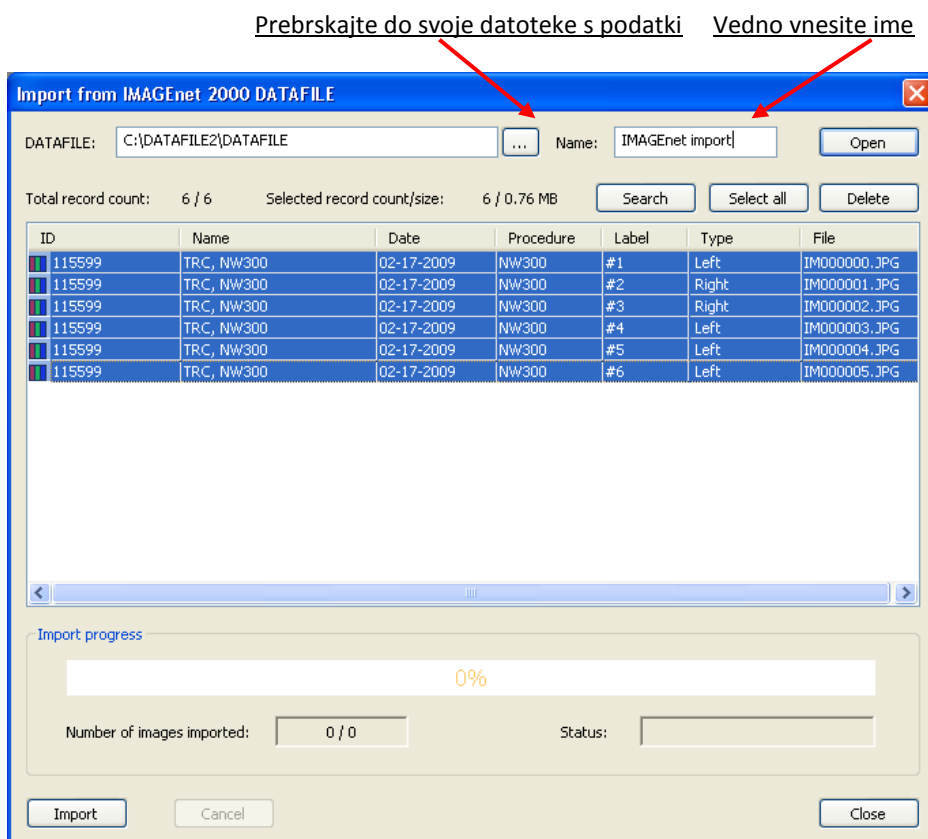 Prebrskajte do svoje datoteke s podatki Vedno vnesite ime
Import from IMAGEnet 2000 DATAFILE
DATAFILE: C:\DATAFILE2\DATAFILE ... Name: IMAGEnet import Open
Total record count: 6 / 6 Selected record count/size: 6 / 0.76 MB Search Select all Delete
ID Name Date Procedure Label Type File
115599 TRC, NW300 02-17-2009 NW300 #1 Left IM000000.JPG
115599 TRC, NW300 02-17-2009 NW300 #2 Right IM000001.JPG
115599 TRC, NW300 02-17-2009 NW300 #3 Right IM000002.JPG
115599 TRC, NW300 02-17-2009 NW300 #4 Left IM000003.JPG
115599 TRC, NW300 02-17-2009 NW300 #5 Left IM000004.JPG
115599 TRC, NW300 02-17-2009 NW300 #6 Left IM000005.JPG
Import progress
0%
Number of images imported: 0 / 0 Status:
Import Cancel Close